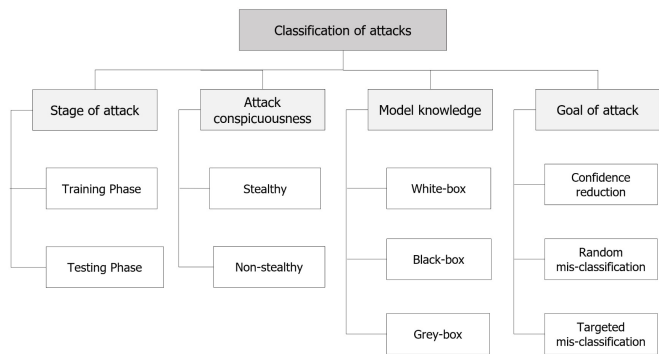 Classification of attacks
Stage of attack
Attack
conspicuousness
Model knowledge
Goal of attack
Training Phase
Stealthy
White-box
Confidence
reduction
Testing Phase
Non-stealthy
Black-box
Random
mis-classification
Grey-box
Targeted
mis-classification